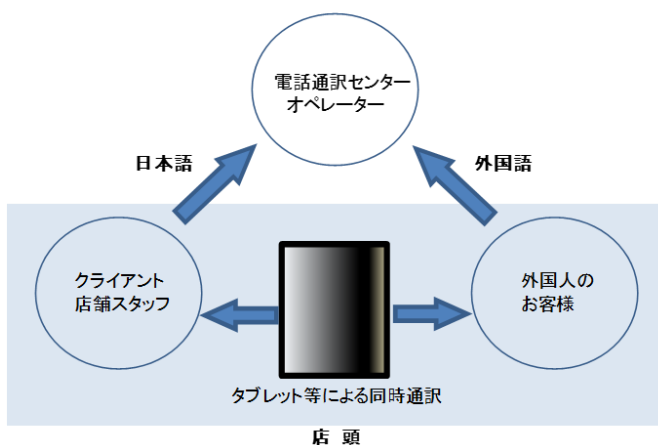 電話通訳センター
オペレーター
日本語
外国語
クライアント
店舗スタッフ
外国人の
お客様
タブレット等による同時通訳
店 頭